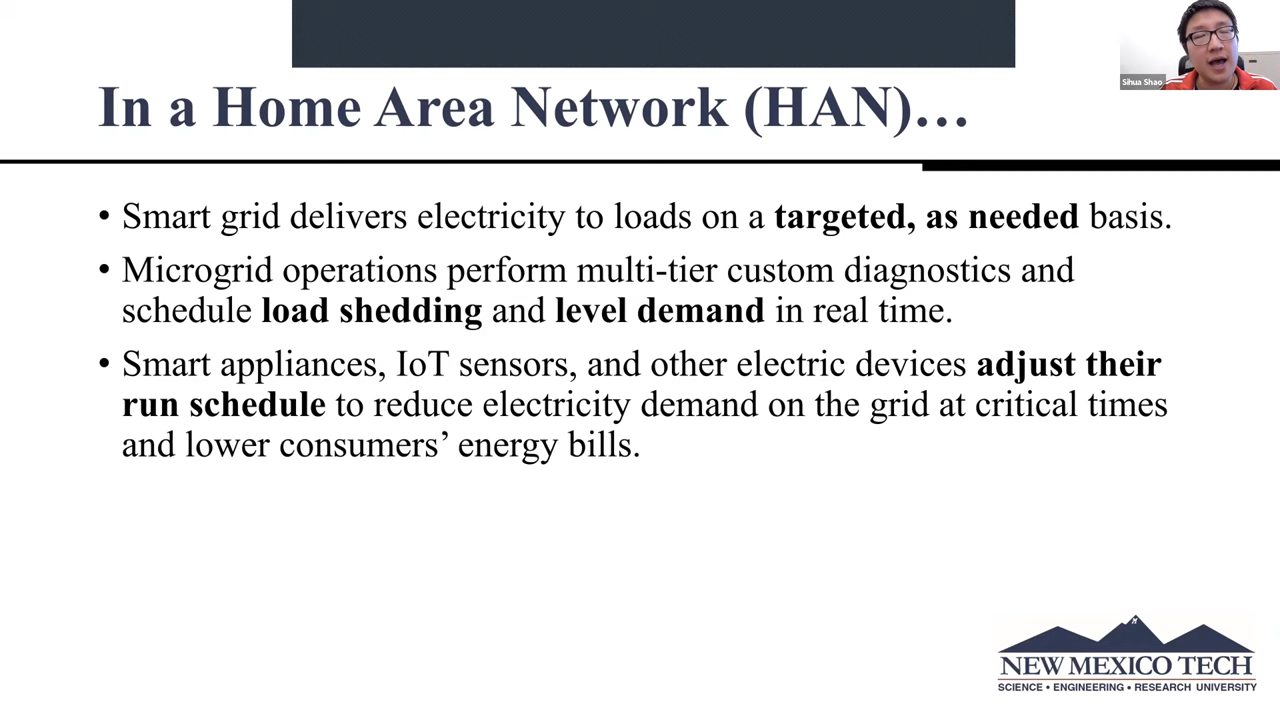 Sihua Shao
In a Home Area Network (HAN)…
• Smart grid delivers electricity to loads on a targeted, as needed basis.
• Microgrid operations perform multi-tier custom diagnostics and
schedule load shedding and level demand in real time.
• Smart appliances, IoT sensors, and other electric devices adjust their
run schedule to reduce electricity demand on the grid at critical times
and lower consumers’ energy bills.
NEW MEXICO TECH
SCIENCE • ENGINEERING • RESEARCH UNIVERSITY